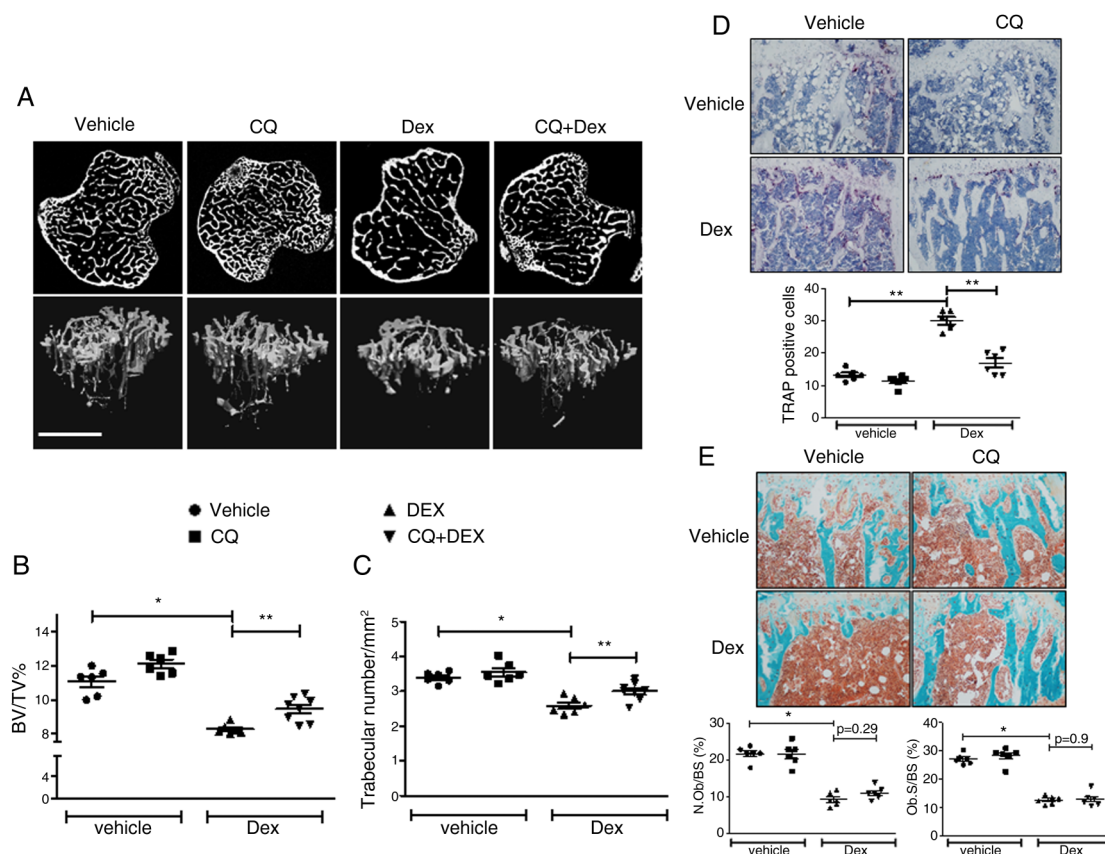 A
Vehicle CQ Dex CQ+Dex
Vehicle
CQ
DEX
CQ+DEX
B
BV/TV%
14
12
10
8
4
0
*
**
vehicle Dex
C
Trabecular number/mm²
5
4
3
2
1
0
*
**
vehicle Dex
D
Vehicle CQ
Vehicle
Dex
TRAP positive cells
40
30
20
10
0
**
**
vehicle Dex
E
Vehicle CQ
Vehicle
Dex
N.Ob/BS (%)
30
20
10
0
*
p=0.29
vehicle Dex
Ob.S/BS (%)
40
30
20
10
0
*
p=0.9
vehicle Dex